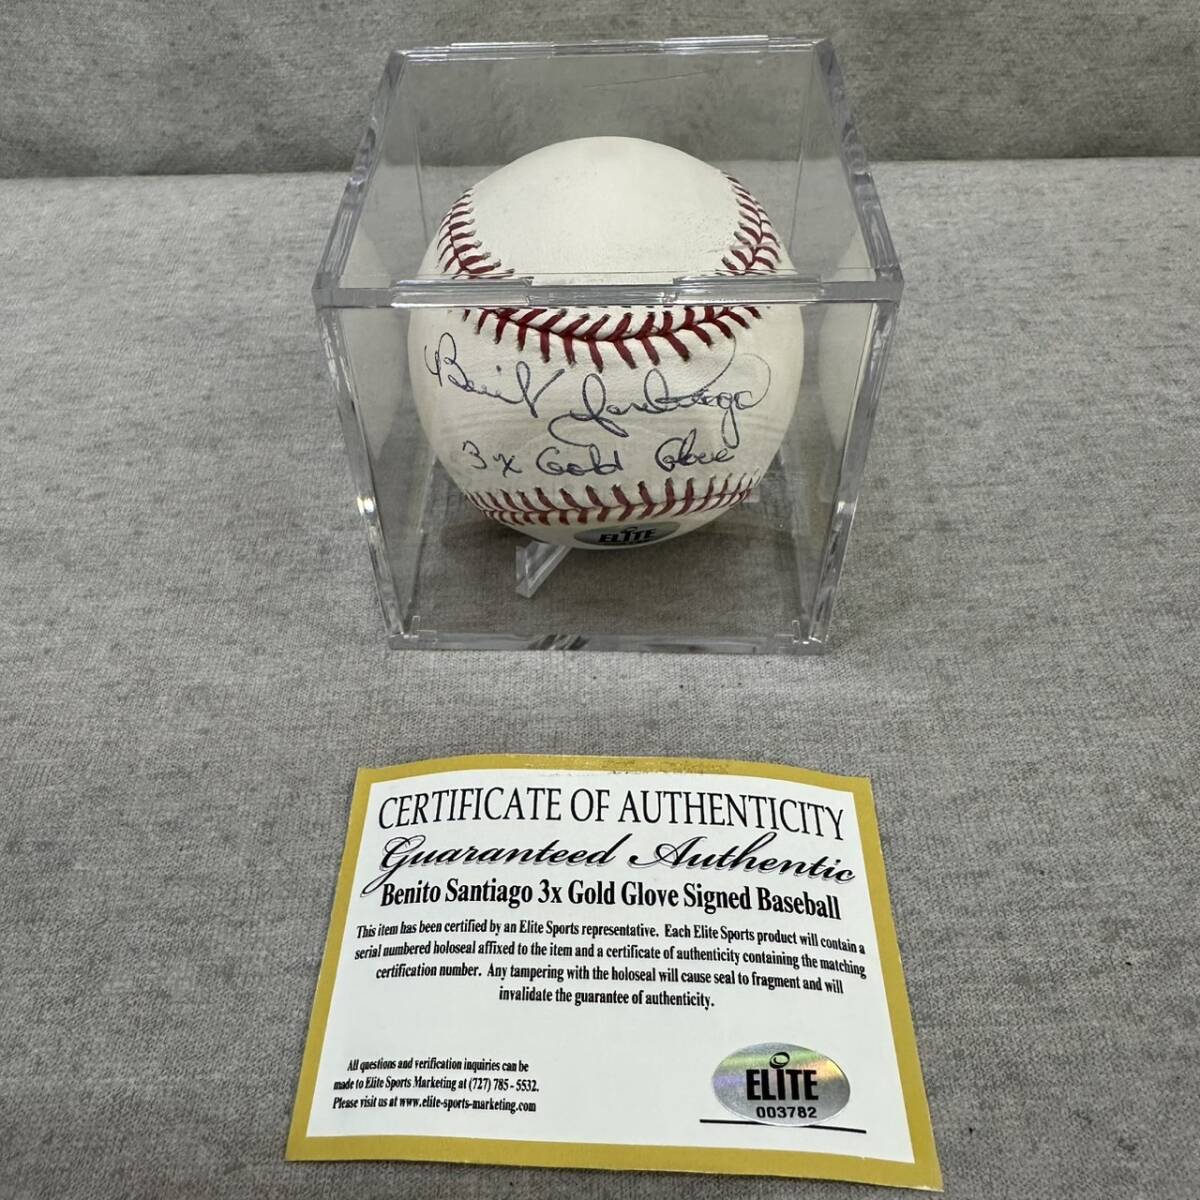 Benito Santiago
3x Gold Glove
ELITE
CERTIFICATE OF AUTHENTICITY
Guaranteed Authentic
Benito Santiago 3x Gold Glove Signed Baseball
This item has been certified by an Elite Sports representative. Each Elite Sports product will contain a
serial numbered holoseal affixed to the item and a certificate of authenticity containing the matching
certification number. Any tampering with the holoseal will cause seal to fragment and will
invalidate the guarantee of authenticity.
All questions and verification inquiries can be
made to Elite Sports Marketing at (727) 785-5532.
Please visit us at www.elite-sports-marketing.com
ELITE
003782